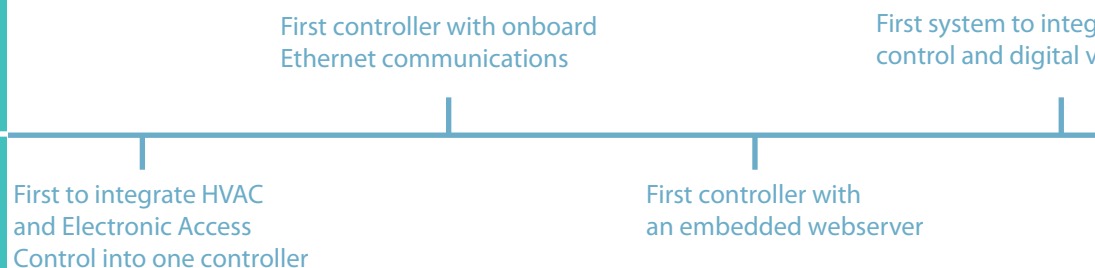 First controller with onboard
Ethernet communications
First system to
control and digital
First to integrate HVAC
and Electronic Access
Control into one controller
First controller with
an embedded webserver